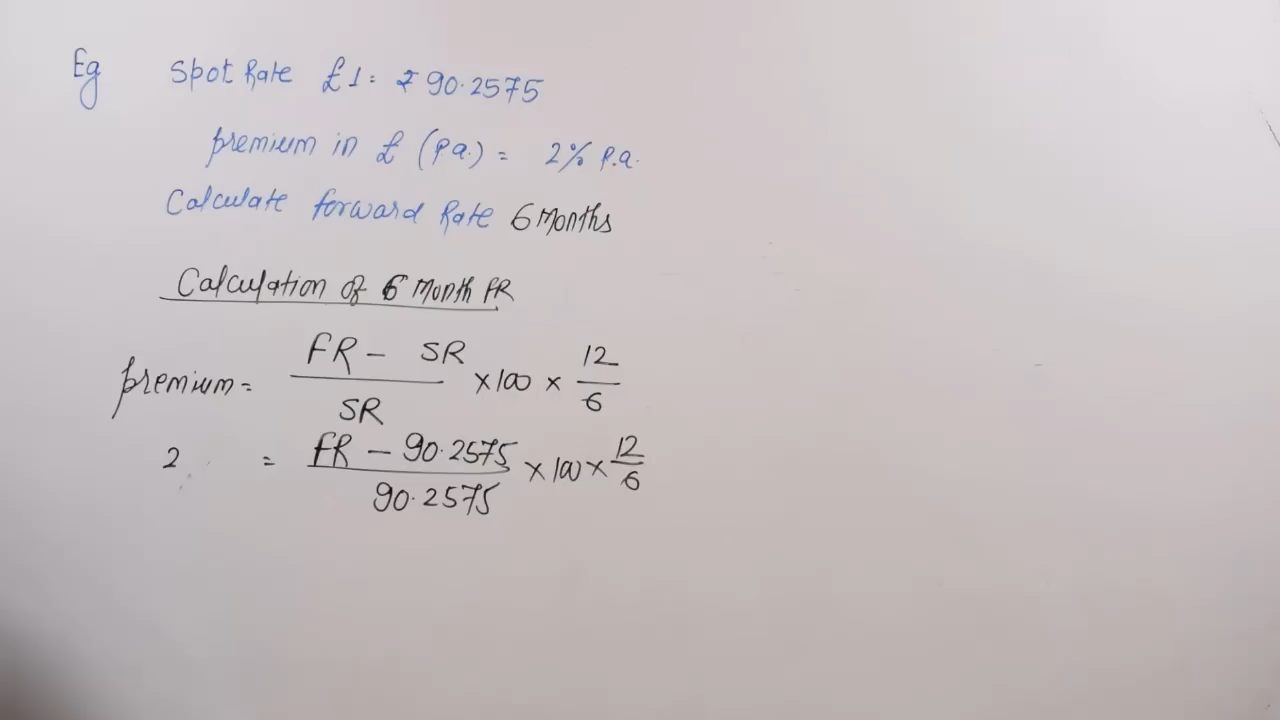 Eg Spot Rate £1 = ₹ 90.2575
premium in £ (P.a.) = 2% P.a.
Calculate forward Rate 6 Months
Calculation of 6 Month FR
premium = FR - SR / SR × 100 × 12 / 6
2 = FR - 90.2575 / 90.2575 × 100 × 12 / 6